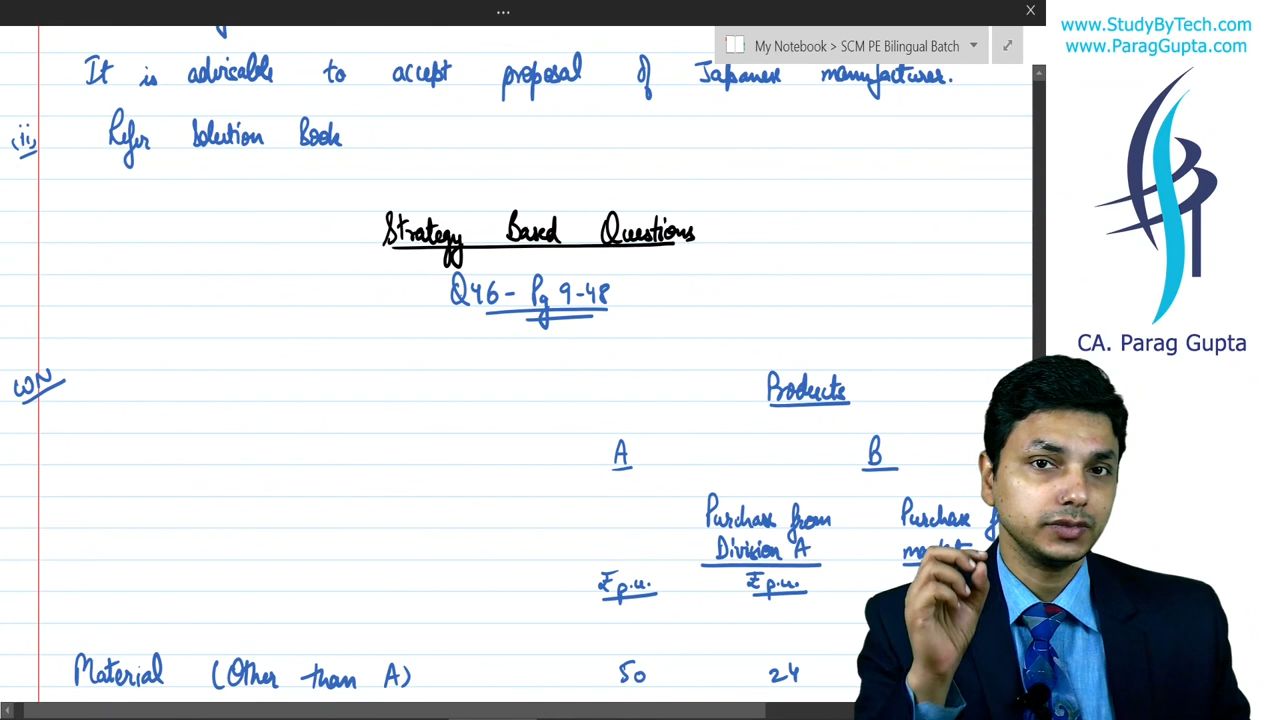 ...
www.StudyByTech.com
www.ParagGupta.com
My Notebook > SCM PE Bilingual Batch
It is advisable to accept proposal of Japanese manufacturer.
(ii) Refer Solution Book
Strategy Based Questions
Q46 - Pg 9-48
CA. Parag Gupta
WN
Products
A B
Purchase from Purchase
Division A
₹ p.u. ₹ p.u.
Material (Other than A) 50 24